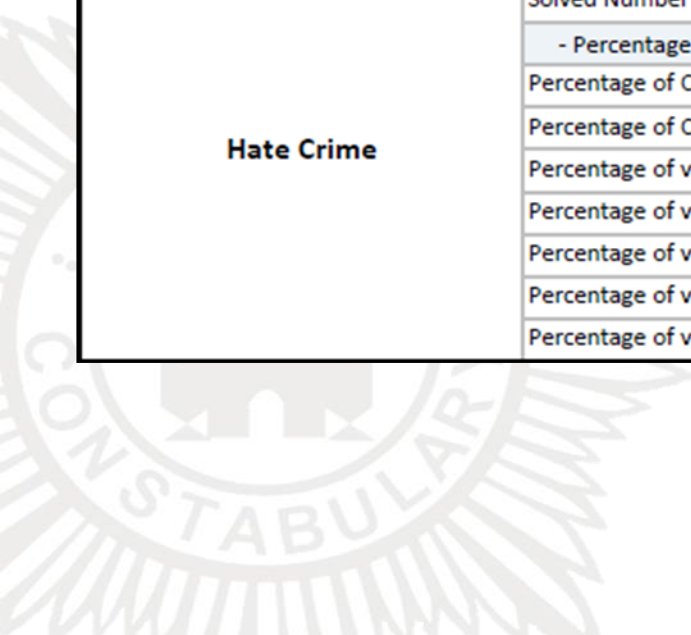 Solved Number
- Percentage
Hate Crime
Percentage of
Percentage of
Percentage of v
Percentage of v
Percentage of v
Percentage of v
Percentage of v
CONSTABULARY